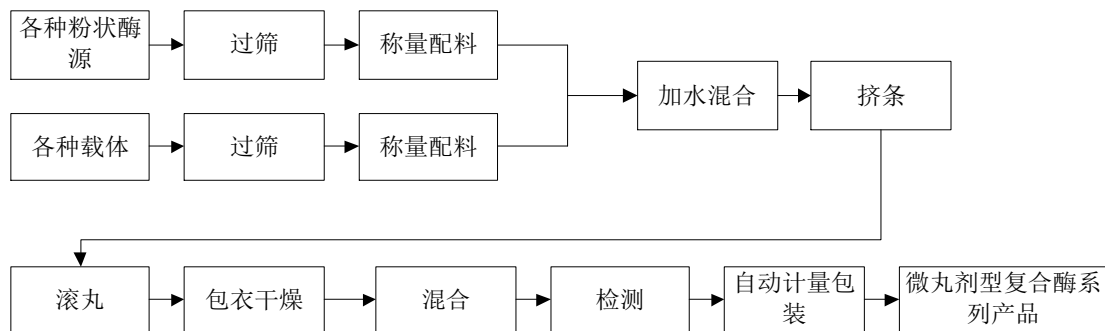 各种粉状酶
源
过筛
称量配料
加水混合
挤条
各种载体
过筛
称量配料
滚丸
包衣干燥
混合
检测
自动计量包
装
微丸剂型复合酶系
列产品